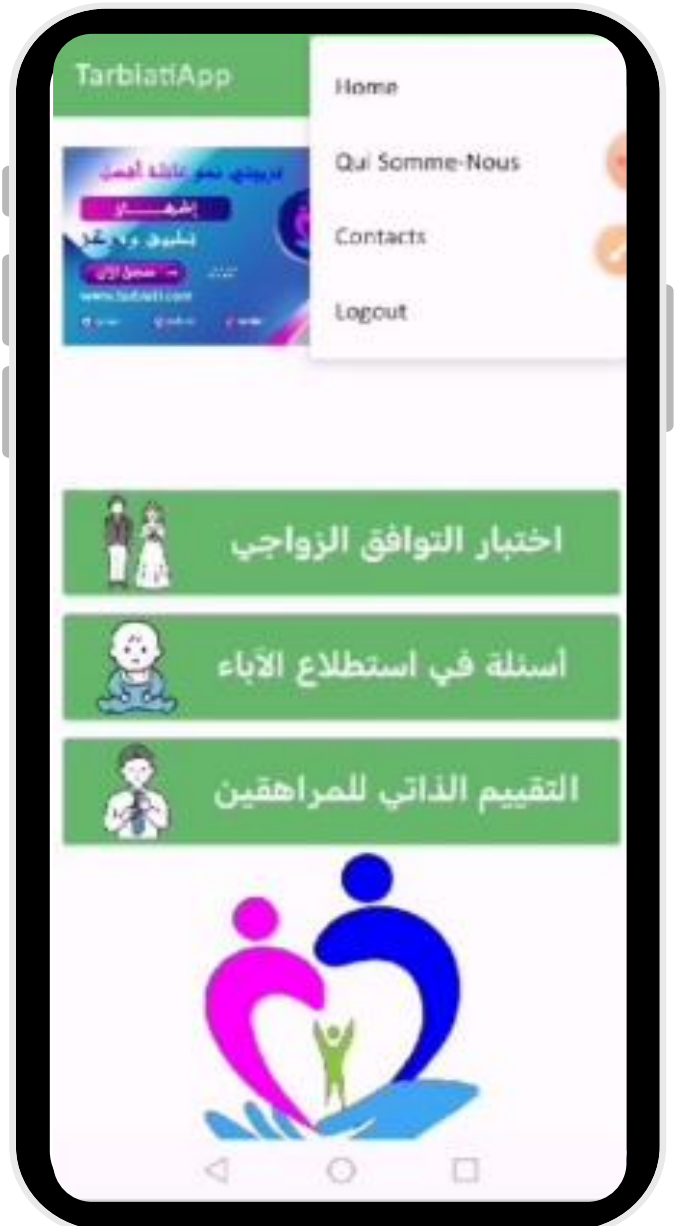 TarbiatiApp
Home
Qui Somme-Nous
Contacts
Logout
تطبيق
www.tarbiati.com
اختبار التوافق الزواجي
أسئلة في استطلاع الآباء
التقييم الذاتي للمراهقين